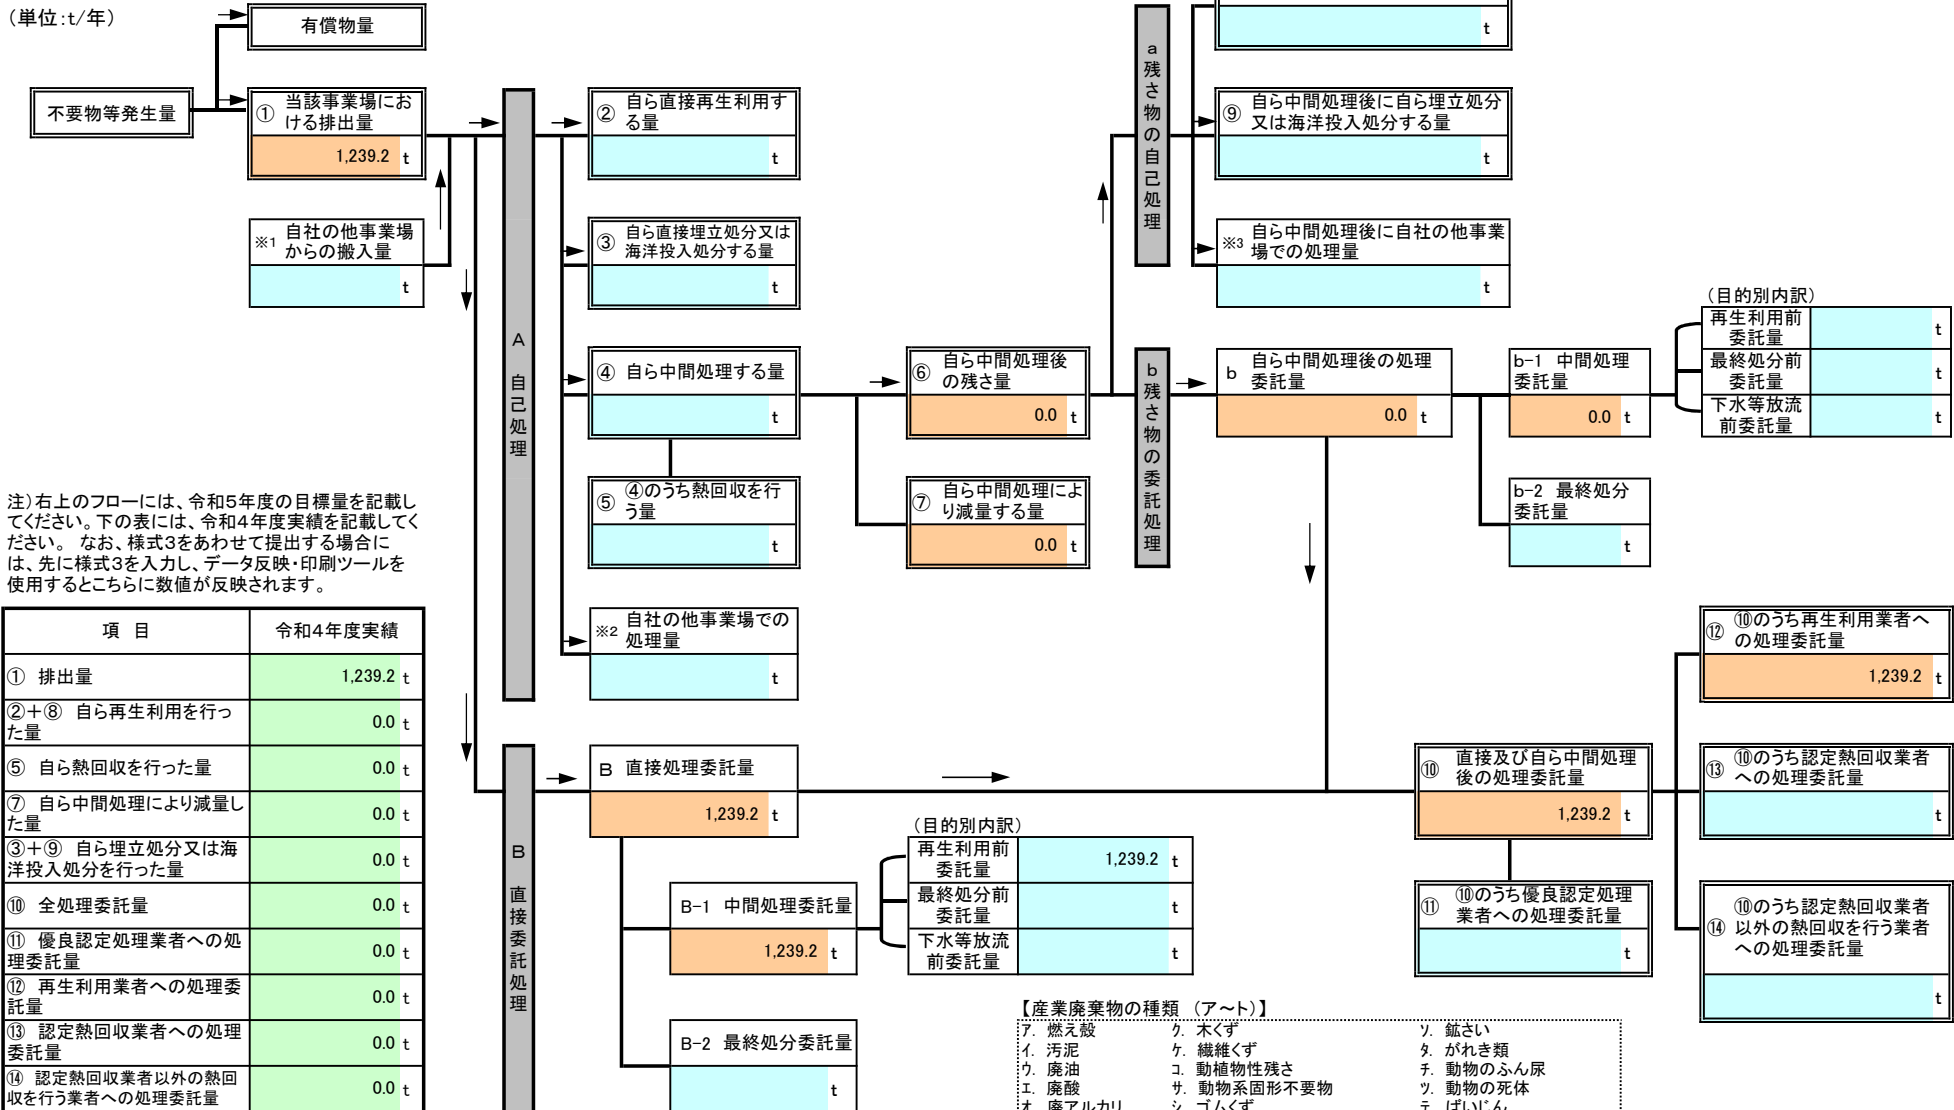 (単位:t/年)
有償物量
不要物等発生量
① 当該事業場にお
ける排出量
1,239.2 t
※1 自社の他事業場
からの搬入量
t
A 自己処理
② 自ら直接再生利用す
る量
t
③ 自ら直接埋立処分又は
海洋投入処分する量
t
④ 自ら中間処理する量
t
⑤ ④のうち熱回収を行
う量
t
※2 自社の他事業場での
処理量
t
⑥ 自ら中間処理後
の残さ量
0.0 t
⑦ 自ら中間処理によ
り減量する量
0.0 t
a 残さ物の自己処理
t
⑨ 自ら中間処理後に自ら埋立処分
又は海洋投入処分する量
t
※3 自ら中間処理後に自社の他事業
場での処理量
t
b 残さ物の委託処理
b 自ら中間処理後の処理
委託量
0.0 t
b-1 中間処理
委託量
0.0 t
b-2 最終処分
委託量
t
(目的別内訳)
再生利用前
委託量
t
最終処分前
委託量
t
下水等放流
前委託量
t
注)右上のフローには、令和5年度の目標量を記載し
てください。下の表には、令和4年度実績を記載してく
ださい。 なお、様式3をあわせて提出する場合に
は、先に様式3を入力し、データ反映・印刷ツールを
使用するとこちらに数値が反映されます。
項 目 令和4年度実績
① 排出量 1,239.2 t
②+⑧ 自ら再生利用を行っ
た量 0.0 t
⑤ 自ら熱回収を行った量 0.0 t
⑦ 自ら中間処理により減量し
た量 0.0 t
③+⑨ 自ら埋立処分又は海
洋投入処分を行った量 0.0 t
⑩ 全処理委託量 0.0 t
⑪ 優良認定処理業者への処
理委託量 0.0 t
⑫ 再生利用業者への処理委
託量 0.0 t
⑬ 認定熱回収業者への処理
委託量 0.0 t
⑭ 認定熱回収業者以外の熱回
収を行う業者への処理委託量 0.0 t
B 直接委託処理
B 直接処理委託量
1,239.2 t
B-1 中間処理委託量
1,239.2 t
B-2 最終処分委託量
t
(目的別内訳)
再生利用前
委託量
1,239.2 t
最終処分前
委託量
t
下水等放流
前委託量
t
⑩ 直接及び自ら中間処理
後の処理委託量
1,239.2 t
⑪ ⑩のうち優良認定処理
業者への処理委託量
t
⑫ ⑩のうち再生利用業者へ
の処理委託量
1,239.2 t
⑬ ⑩のうち認定熱回収業者
への処理委託量
t
⑭ ⑩のうち認定熱回収業者
以外の熱回収を行う業者
への処理委託量
t
【産業廃棄物の種類 (ア~ト)】
ア. 燃え殻 ク. 木くず ソ. 鉱さい
イ. 汚泥 ケ. 繊維くず タ. がれき類
ウ. 廃油 コ. 動植物性残さ チ. 動物のふん尿
エ. 廃酸 サ. 動物系固形不要物 ツ. 動物の死体
オ. 廃アルカリ シ. ゴムくず テ. ばいじん